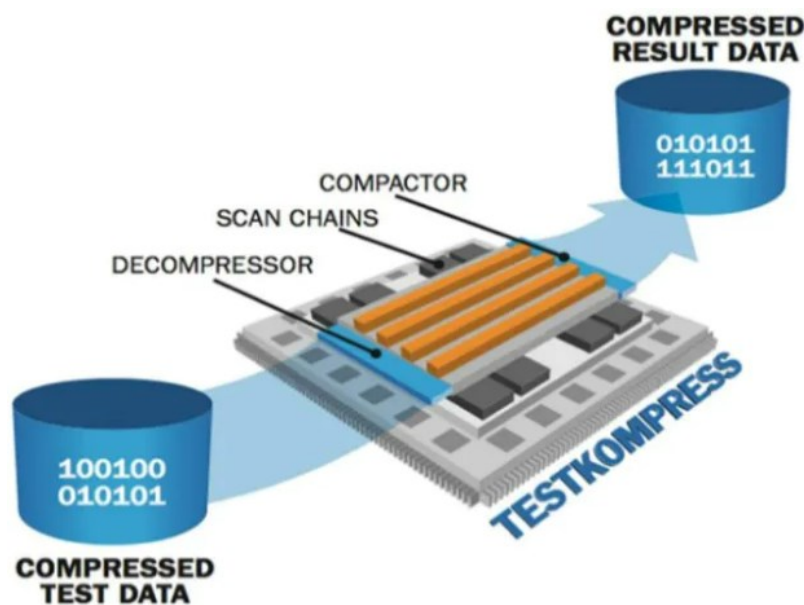 COMPRESSED
RESULT DATA
010101
111011
COMPACTOR
SCAN CHAINS
DECOMPRESSOR
TESTKOMPRESS
100100
010101
COMPRESSED
TEST DATA